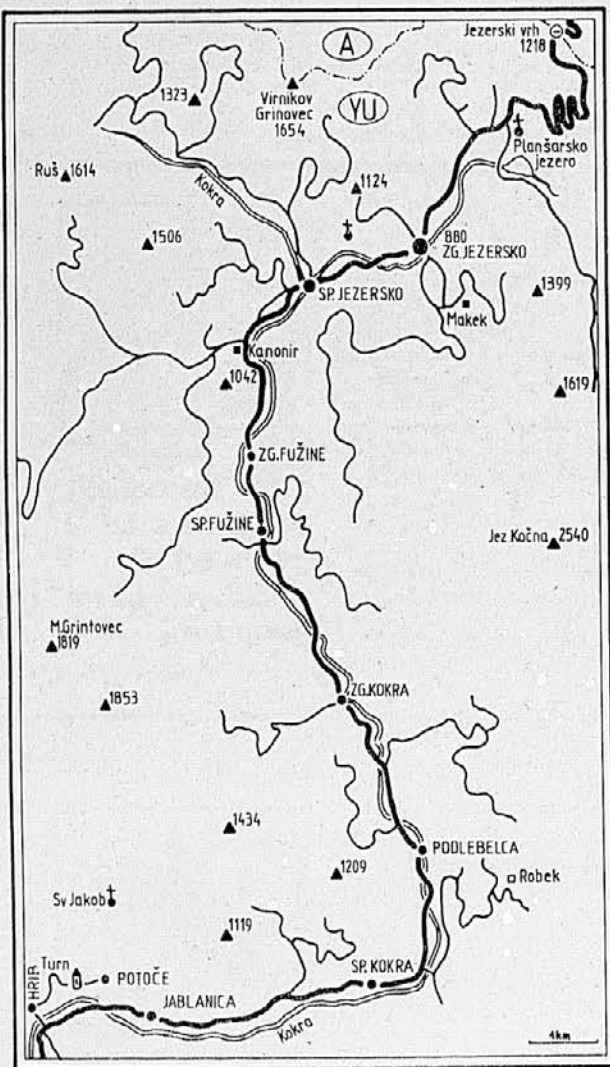 Jezerski vrh
1218
A
1323
Virnikov
Grinovec
1654
YU
Planšarsko
jezero
Ruš 1614
Kokra
1124
1506
880
ZG.JEZERSKO
SP.JEZERSKO
1399
Makek
Kanonir
1042
1619
ZG.FUŽINE
SP.FUŽINE
Jez Kočna 2540
M.Grintovec
1819
ZG.KOKRA
1853
1434
PODLEBELCA
1209
Robek
Sv Jakob
1119
Turn
POTOČE
SP.KOKRA
HRIB
JABLANICA
Kokra
4km